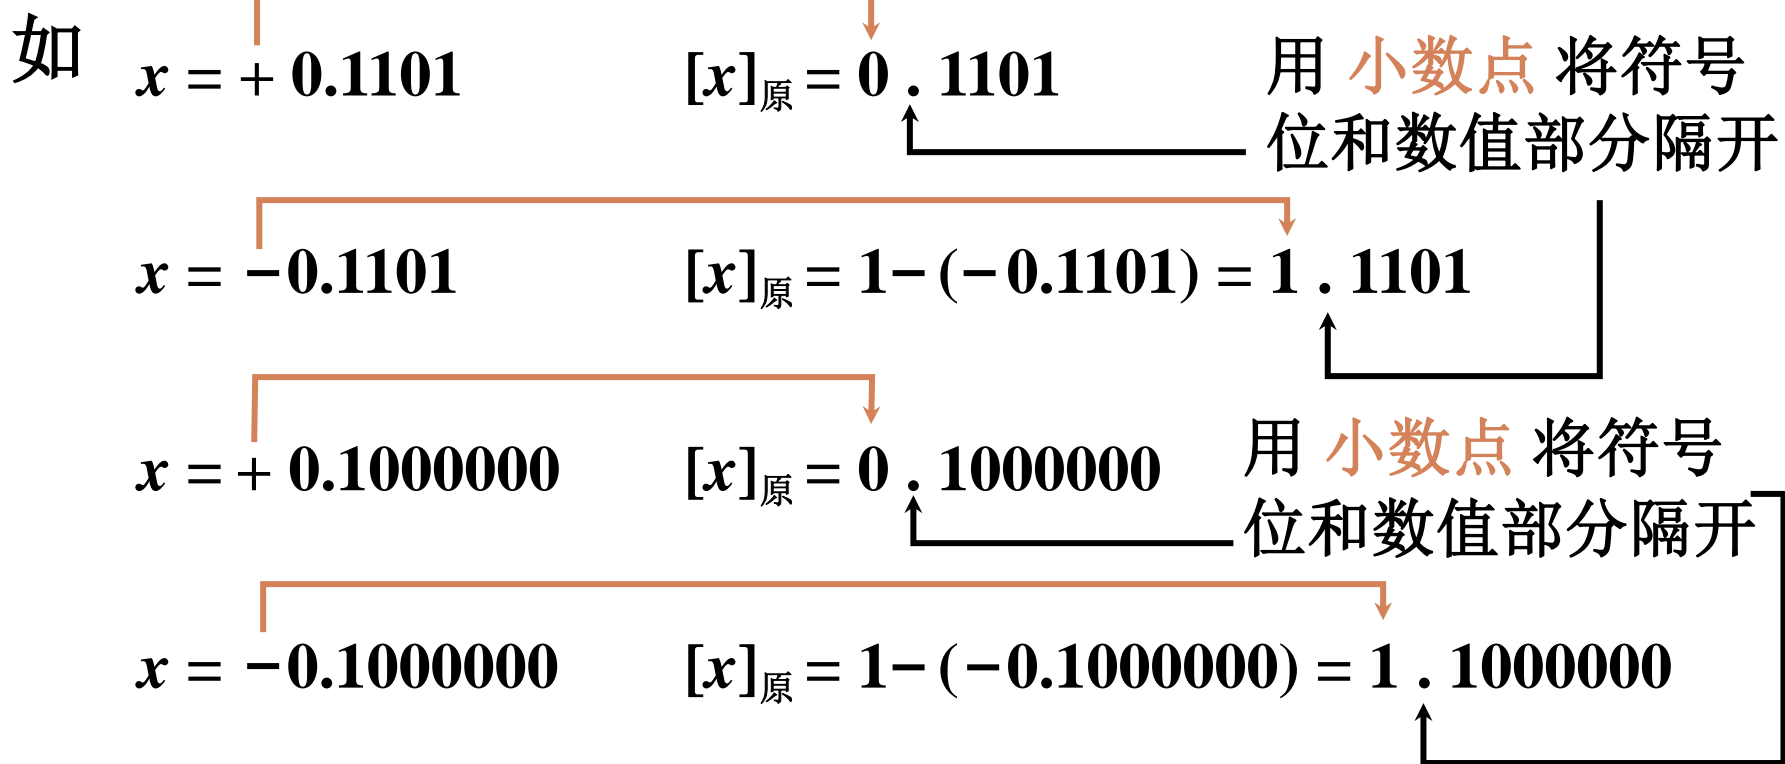 如 x = + 0.1101 [x]原 = 0 . 1101 用 小数点 将符号
位和数值部分隔开
x = −0.1101 [x]原 = 1−(−0.1101) = 1 . 1101
x = + 0.1000000 [x]原 = 0 . 1000000 用 小数点 将符号
位和数值部分隔开
x = −0.1000000 [x]原 = 1−(−0.1000000) = 1 . 1000000